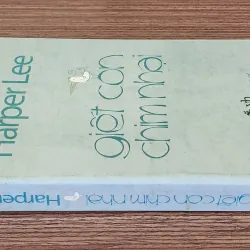 Harper Lee
giết con
chim nhại
giết con chim nhại
Harper